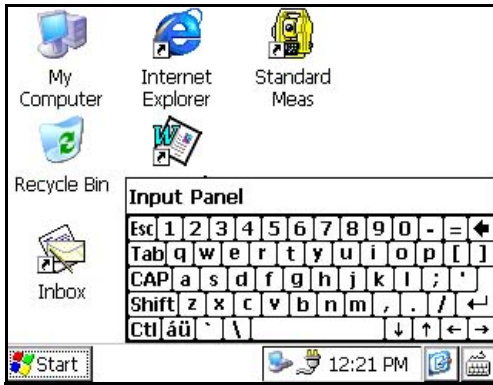 My Computer
Internet Explorer
Standard Meas
Recycle Bin
Inbox
Input Panel
Esc 1 2 3 4 5 6 7 8 9 0 - =
Tab q w e r t y u i o p [ ]
CAP a s d f g h j k l ; '
Shift z x c v b n m , . /
Ctl áü ` \
Start
12:21 PM